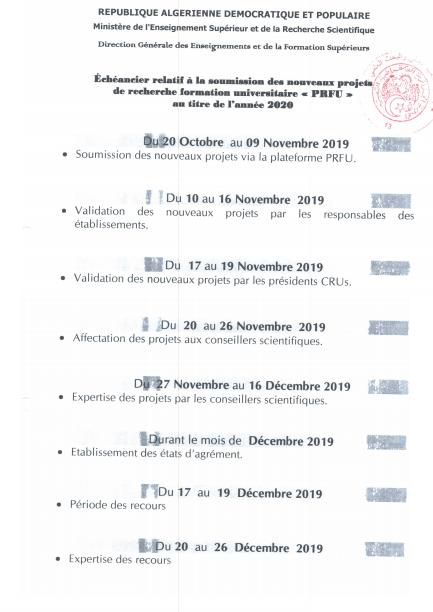 REPUBLIQUE ALGERIENNE DEMOCRATIQUE ET POPULAIRE
Ministère de l'Enseignement Supérieur et de la Recherche Scientifique
Direction Générale des Enseignements et de la Formation Supérieurs
Échéancier relatif à la soumission des nouveaux projets
de recherche formation universitaire « PRFU »
au titre de l'année 2020
Du 20 Octobre au 09 Novembre 2019
• Soumission des nouveaux projets via la plateforme PRFU.
Du 10 au 16 Novembre 2019
• Validation des nouveaux projets par les responsables des
établissements.
Du 17 au 19 Novembre 2019
• Validation des nouveaux projets par les présidents CRUs.
Du 20 au 26 Novembre 2019
• Affectation des projets aux conseillers scientifiques.
Du 27 Novembre au 16 Décembre 2019
• Expertise des projets par les conseillers scientifiques.
Durant le mois de Décembre 2019
• Etablissement des états d'agrément.
Du 17 au 19 Décembre 2019
• Période des recours
Du 20 au 26 Décembre 2019
• Expertise des recours